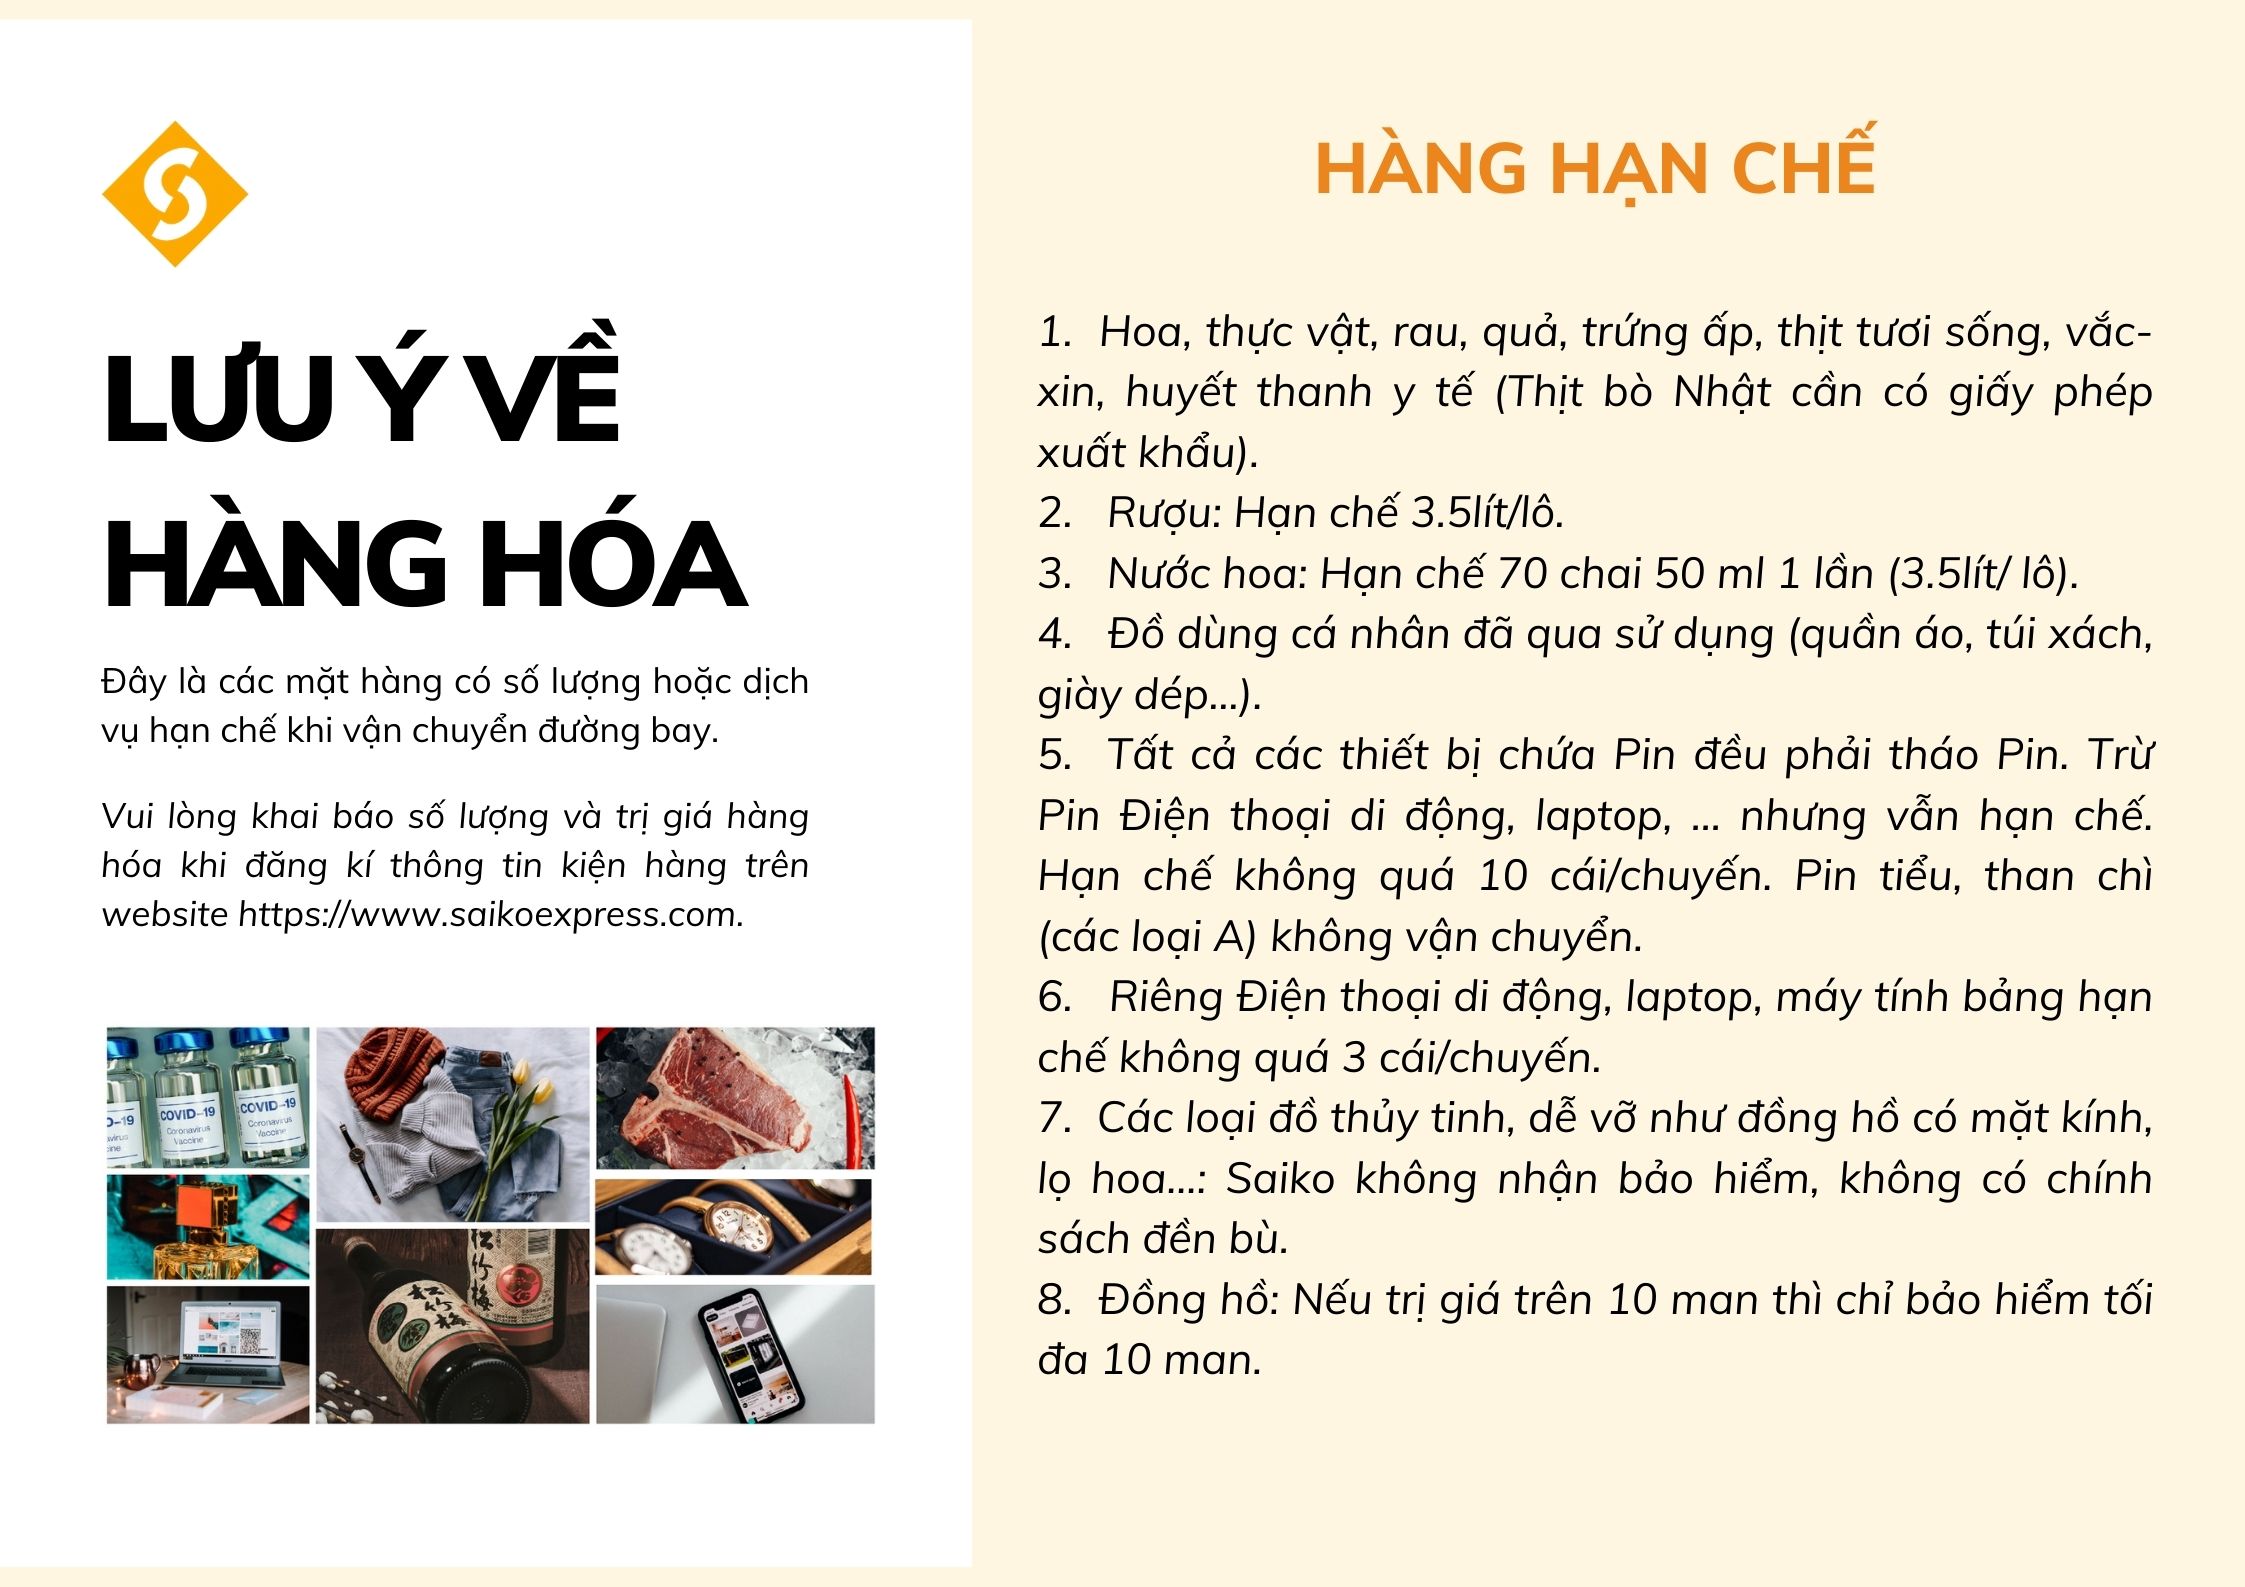 LƯU Ý VỀ
HÀNG HÓA
Đây là các mặt hàng có số lượng hoặc dịch
vụ hạn chế khi vận chuyển đường bay.
Vui lòng khai báo số lượng và trị giá hàng
hóa khi đăng kí thông tin kiện hàng trên
website https://www.saikoexpress.com.
COVID-19
Coronavirus
Vaccine
COVID-19
Coronavirus
Vaccine
松竹梅
松竹梅
HÀNG HẠN CHẾ
1. Hoa, thực vật, rau, quả, trứng ấp, thịt tươi sống, vắc-
xin, huyết thanh y tế (Thịt bò Nhật cần có giấy phép
xuất khẩu).
2. Rượu: Hạn chế 3.5lít/lô.
3. Nước hoa: Hạn chế 70 chai 50 ml 1 lần (3.5lít/ lô).
4. Đồ dùng cá nhân đã qua sử dụng (quần áo, túi xách,
giày dép...).
5. Tất cả các thiết bị chứa Pin đều phải tháo Pin. Trừ
Pin Điện thoại di động, laptop, ... nhưng vẫn hạn chế.
Hạn chế không quá 10 cái/chuyến. Pin tiểu, than chì
(các loại A) không vận chuyển.
6. Riêng Điện thoại di động, laptop, máy tính bảng hạn
chế không quá 3 cái/chuyến.
7. Các loại đồ thủy tinh, dễ vỡ như đồng hồ có mặt kính,
lọ hoa...: Saiko không nhận bảo hiểm, không có chính
sách đền bù.
8. Đồng hồ: Nếu trị giá trên 10 man thì chỉ bảo hiểm tối
đa 10 man.